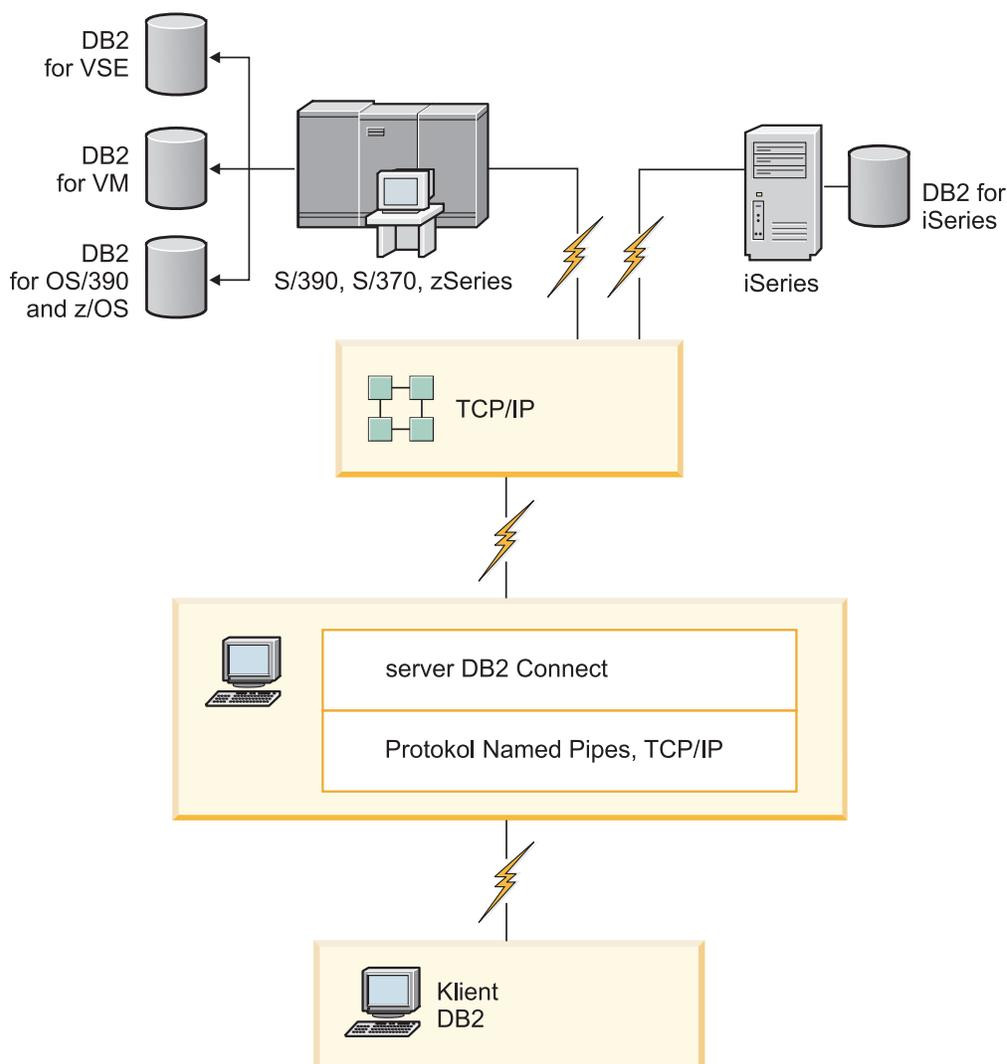 DB2
for VSE
DB2
for VM
DB2
for OS/390
and z/OS
S/390, S/370, zSeries
iSeries
DB2 for
iSeries
TCP/IP
server DB2 Connect
Protokol Named Pipes, TCP/IP
Klient
DB2